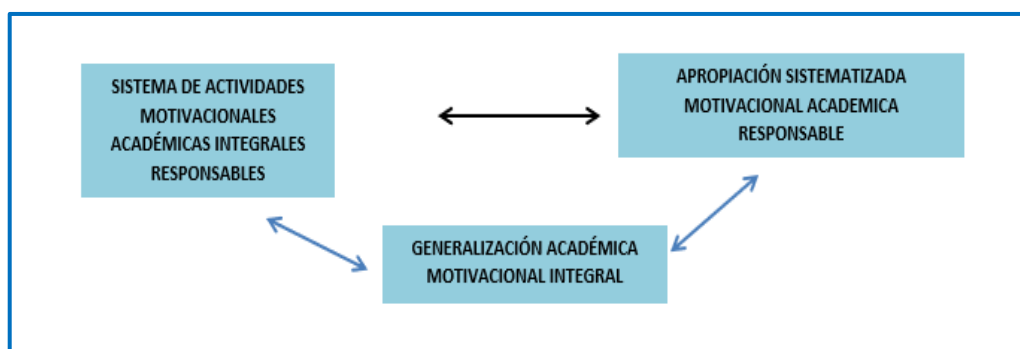 SISTEMA DE ACTIVIDADES
MOTIVACIONALES
ACADÉMICAS INTEGRALES
RESPONSABLES
APROPIACIÓN SISTEMATIZADA
MOTIVACIONAL ACADEMICA
RESPONSABLE
GENERALIZACIÓN ACADÉMICA
MOTIVACIONAL INTEGRAL